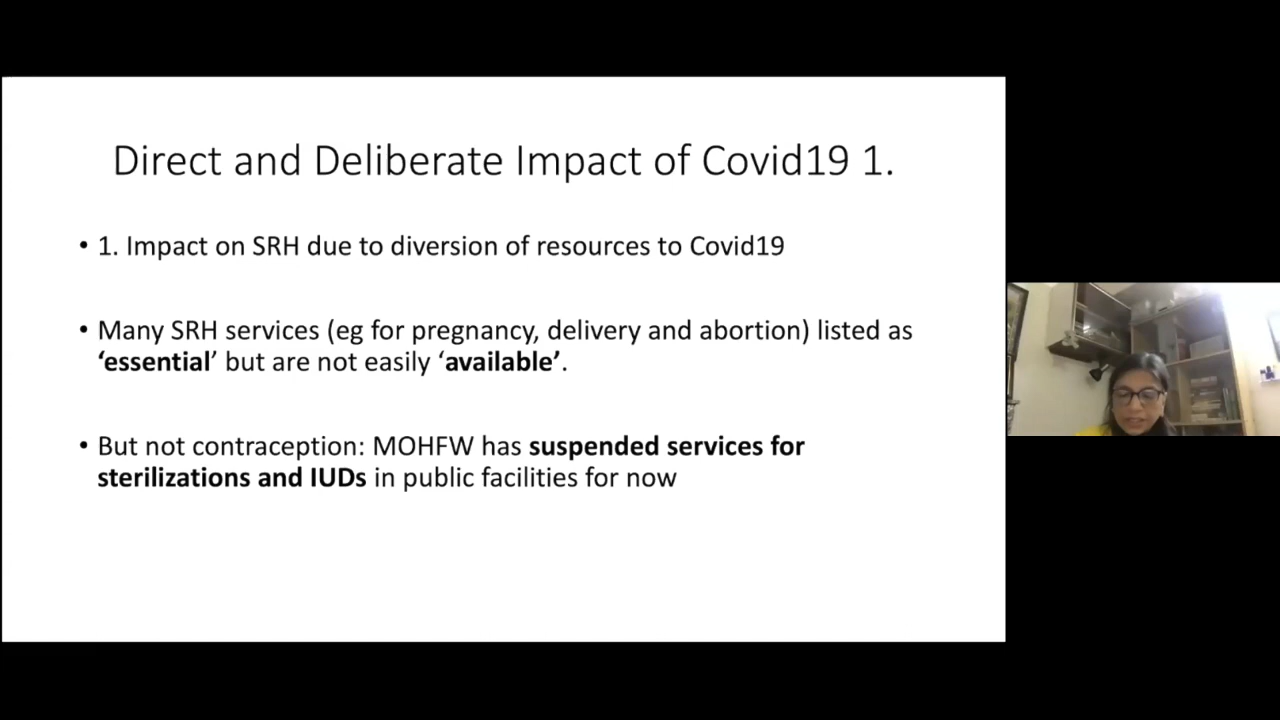 Direct and Deliberate Impact of Covid19 1.
• 1. Impact on SRH due to diversion of resources to Covid19
• Many SRH services (eg for pregnancy, delivery and abortion) listed as
‘essential’ but are not easily ‘available’.
• But not contraception: MOHFW has suspended services for
sterilizations and IUDs in public facilities for now